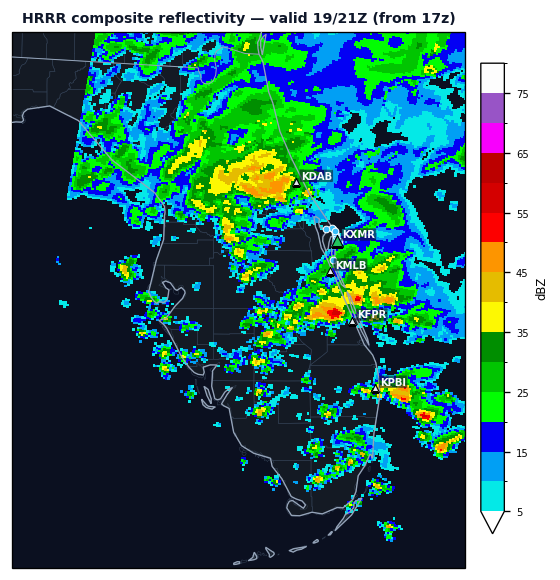 HRRR composite reflectivity — valid 19/21Z (from 17z)
KDAB
KXMR
KMLB
KFPR
KPBI
75
65
55
45
35
25
15
5
dBZ